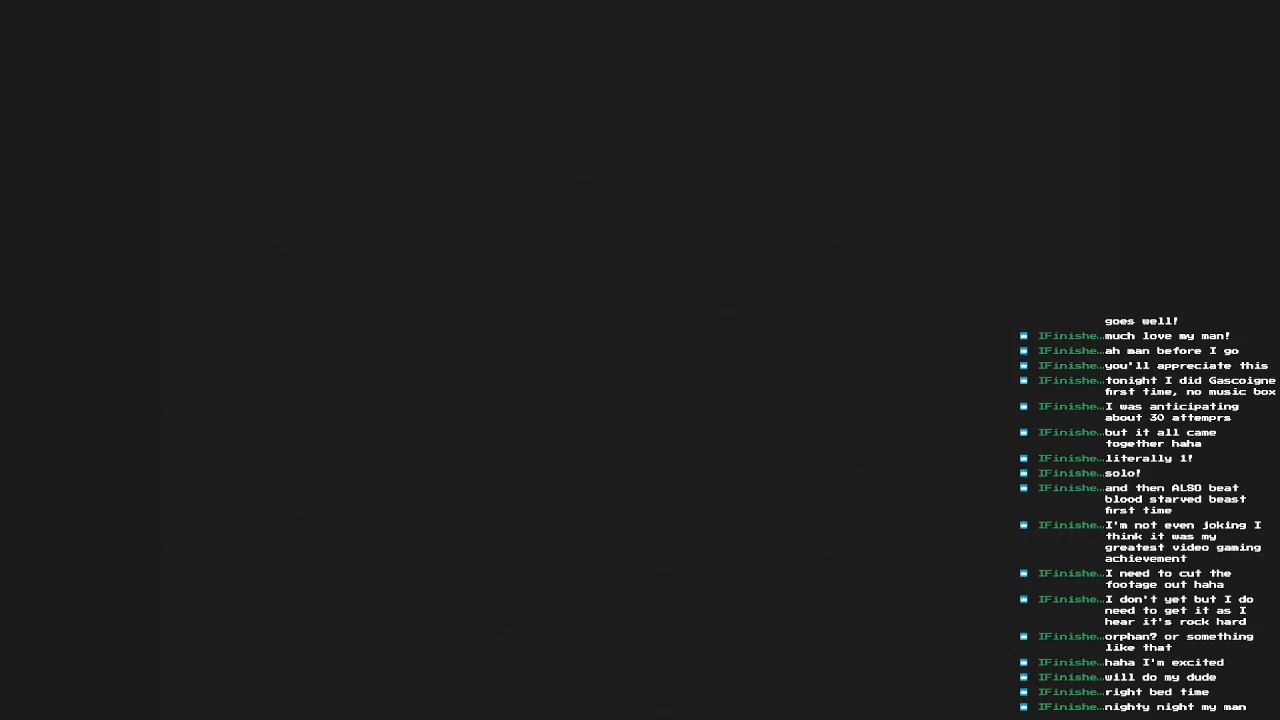 goes well!
IFinishe… much love my man!
IFinishe… ah man before I go
IFinishe… you'll appreciate this
IFinishe… tonight I did Gascoigne
first time, no music box
IFinishe… I was anticipating
about 30 attemprs
IFinishe… but it all came
together haha
IFinishe… literally 1!
IFinishe… solo!
IFinishe… and then ALSO beat
blood starved beast
first time
IFinishe… I'm not even joking I
think it was my
greatest video gaming
achievement
IFinishe… I need to cut the
footage out haha
IFinishe… I don't yet but I do
need to get it as I
hear it's rock hard
IFinishe… orphan? or something
like that
IFinishe… haha I'm excited
IFinishe… will do my dude
IFinishe… right bed time
IFinishe… nighty night my man